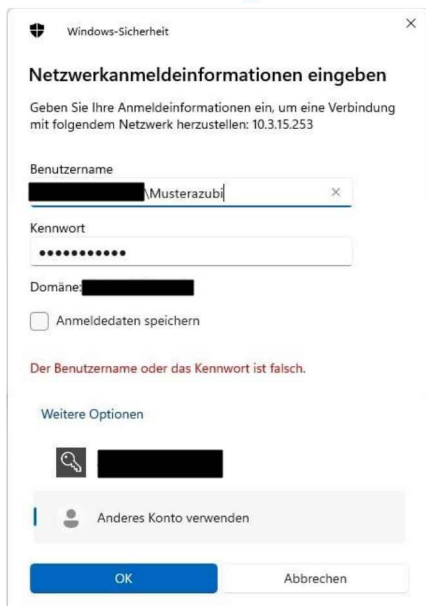 Windows-Sicherheit
Netzwerkanmeldeinformationen eingeben
Geben Sie Ihre Anmeldeinformationen ein, um eine Verbindung
mit folgendem Netzwerk herzustellen: 10.3.15.253
Benutzername
\Musterazubi
Kennwort
•••••••••••
Domäne:
Anmeldedaten speichern
Der Benutzername oder das Kennwort ist falsch.
Weitere Optionen
Anderes Konto verwenden
OK
Abbrechen